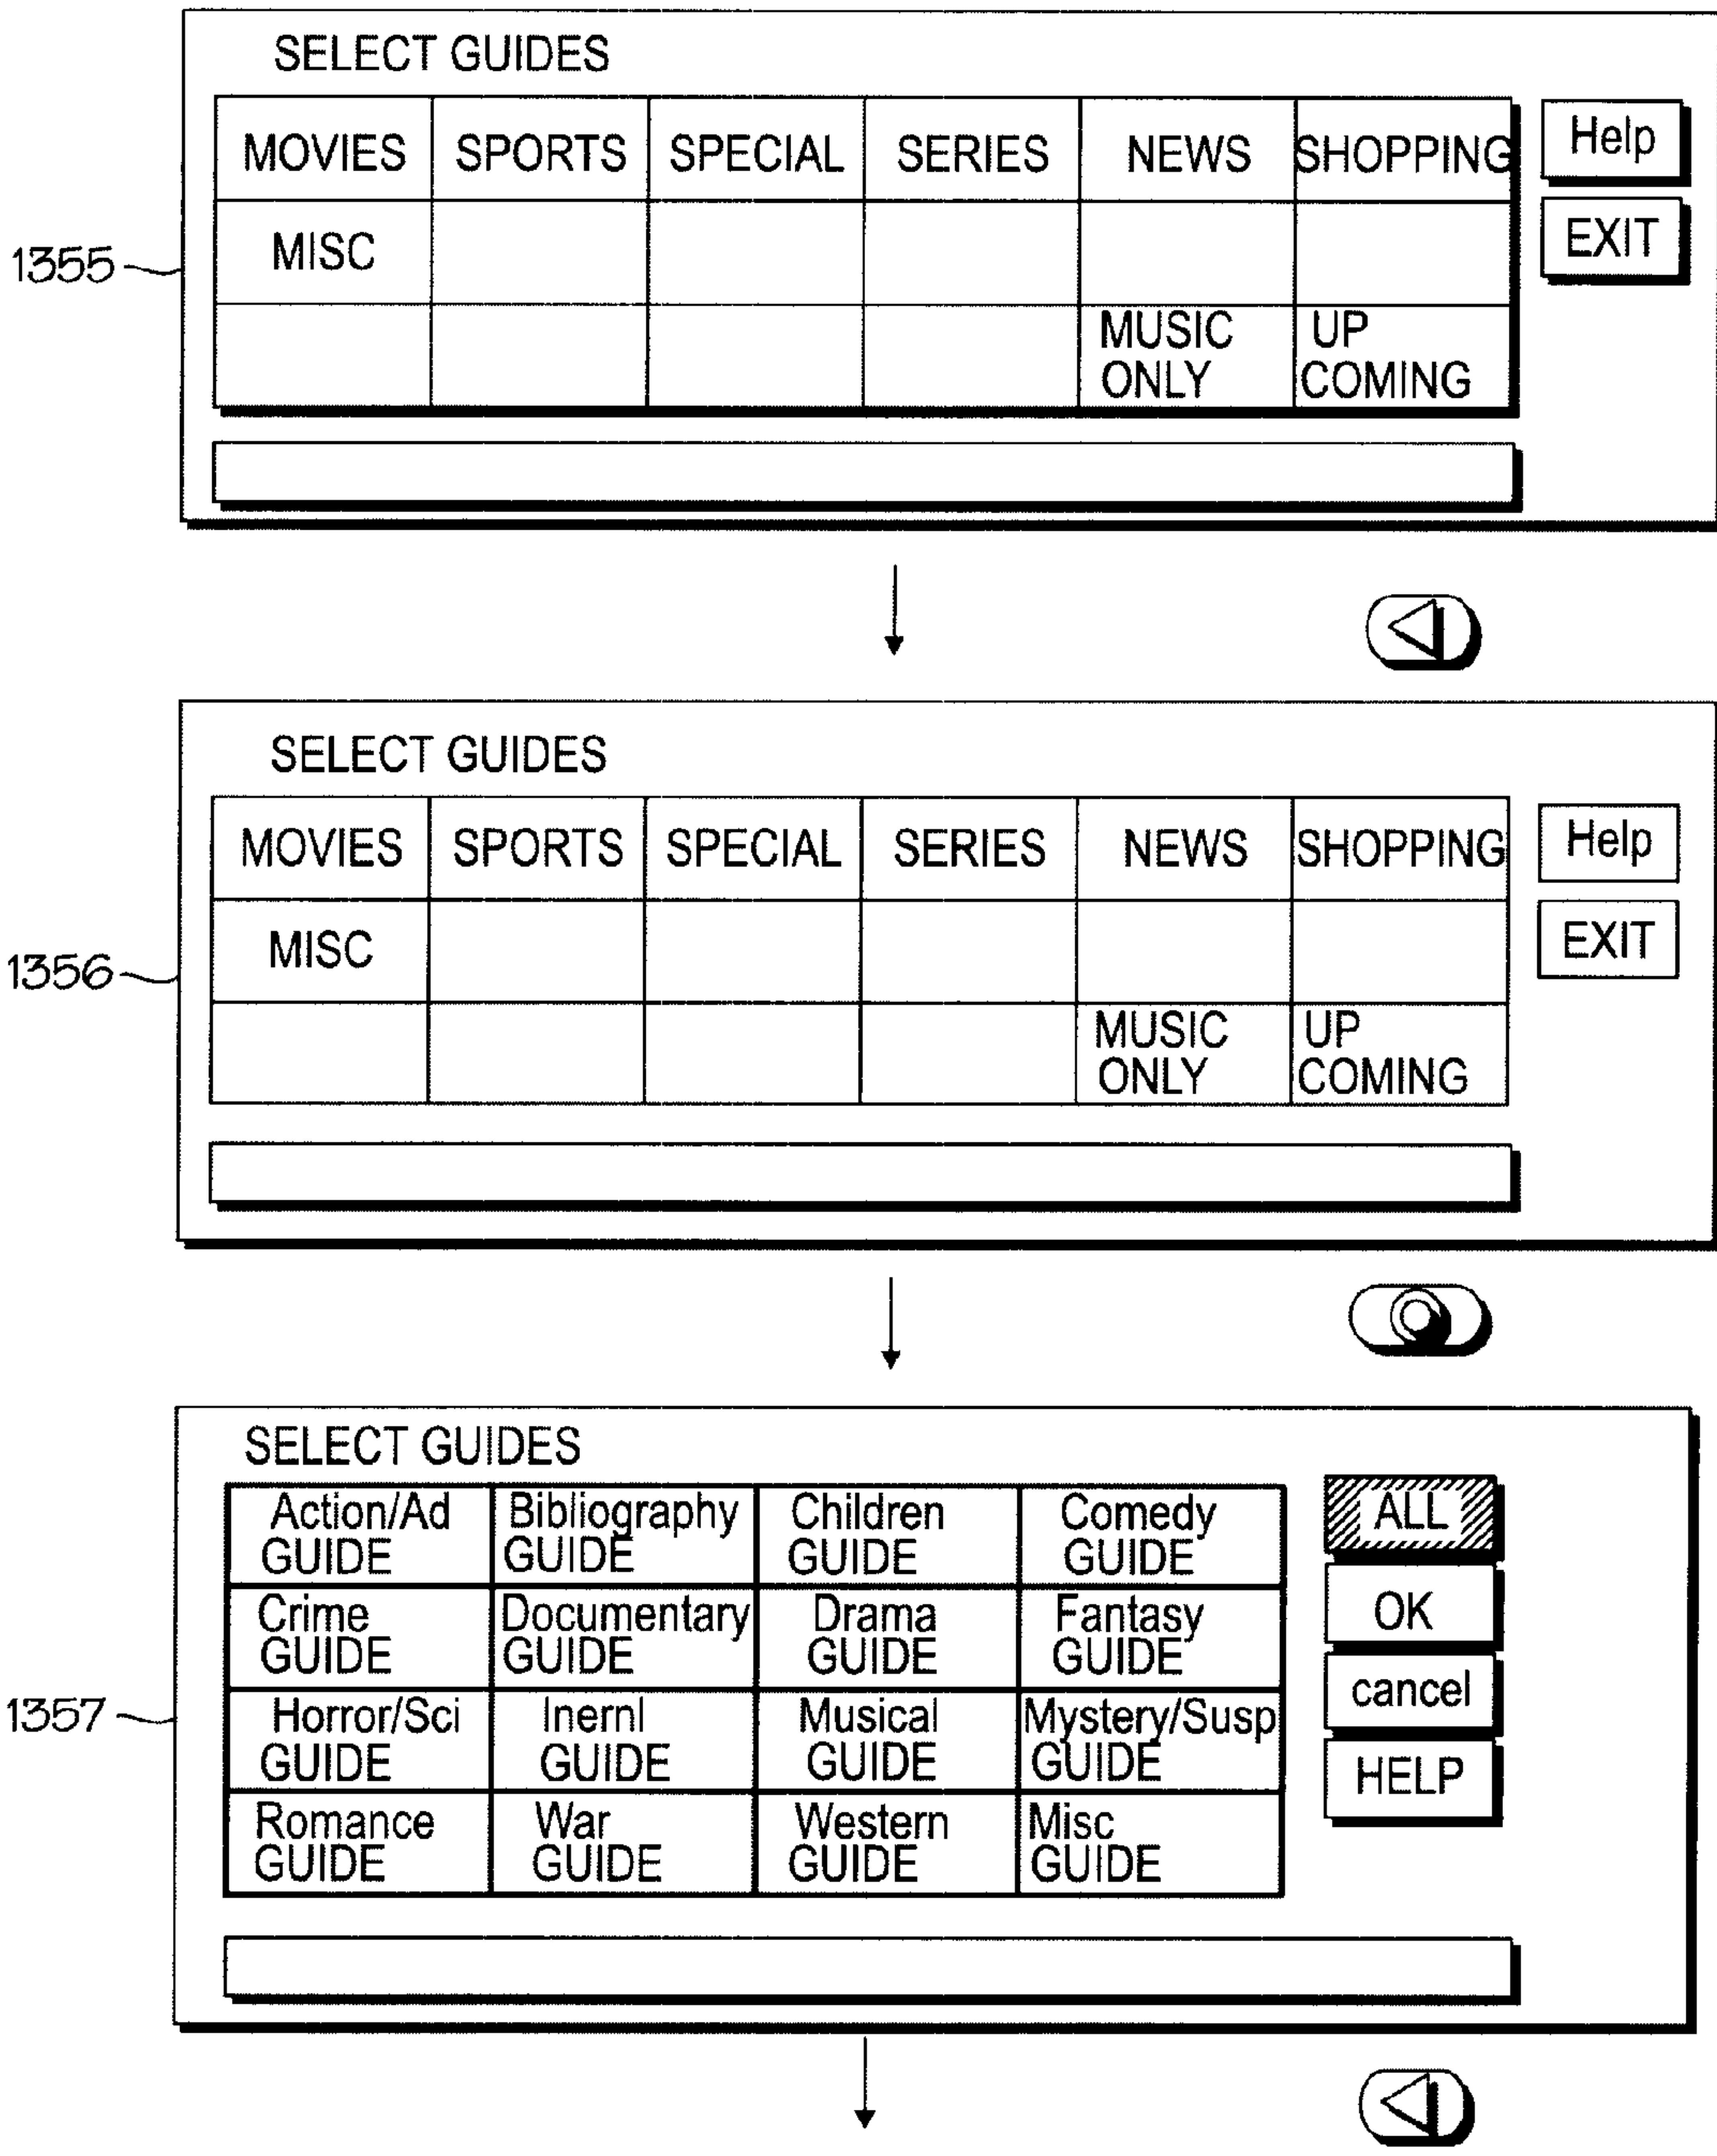 SELECT GUIDES
MOVIES SPORTS SPECIAL SERIES NEWS SHOPPING Help
1355 MISC EXIT
MUSIC UP
ONLY COMING
SELECT GUIDES
MOVIES SPORTS SPECIAL SERIES NEWS SHOPPING Help
1356 MISC EXIT
MUSIC UP
ONLY COMING
SELECT GUIDES
Action/Ad Bibliography Children Comedy ALL
GUIDE GUIDE GUIDE GUIDE
Crime Documentary Drama Fantasy OK
GUIDE GUIDE GUIDE GUIDE
cancel
1357 Horror/Sci Inernl Musical Mystery/Susp
GUIDE GUIDE GUIDE GUIDE HELP
Romance War Western Misc
GUIDE GUIDE GUIDE GUIDE